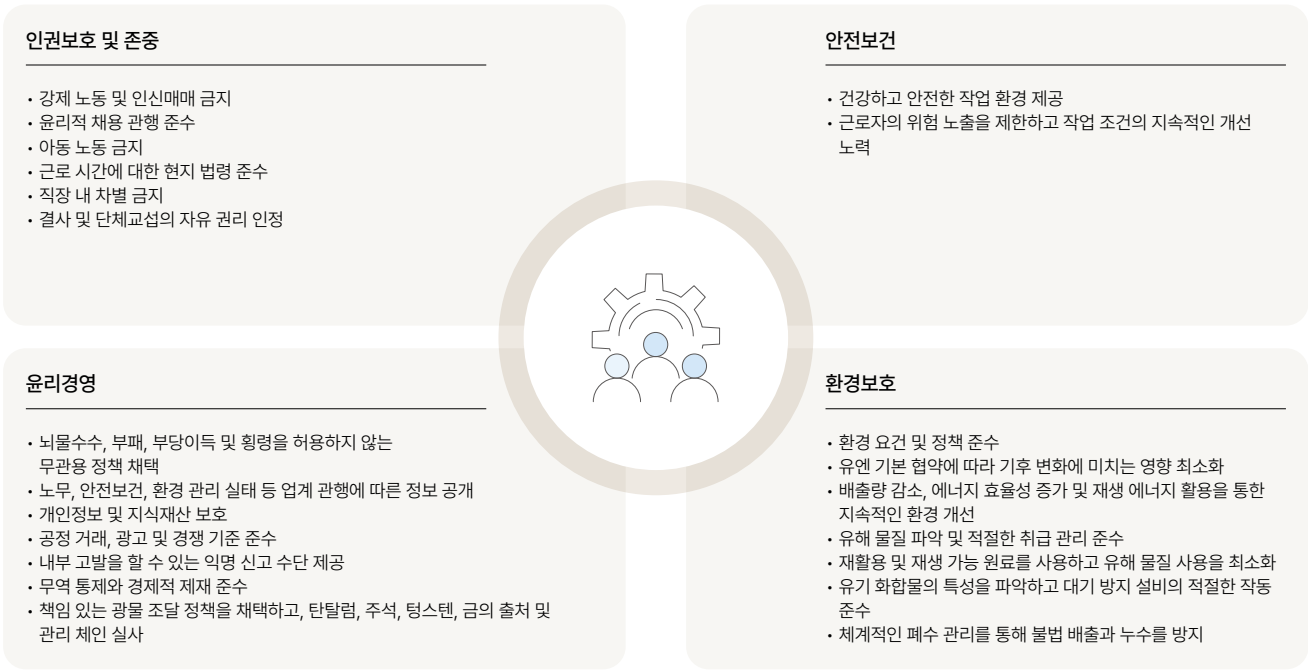 인권보호 및 존중
• 강제 노동 및 인신매매 금지
• 윤리적 채용 관행 준수
• 아동 노동 금지
• 근로 시간에 대한 현지 법령 준수
• 직장 내 차별 금지
• 결사 및 단체교섭의 자유 권리 인정
안전보건
• 건강하고 안전한 작업 환경 제공
• 근로자의 위험 노출을 제한하고 작업 조건의 지속적인 개선
노력
윤리경영
• 뇌물수수, 부패, 부당이득 및 횡령을 허용하지 않는
무관용 정책 채택
• 노무, 안전보건, 환경 관리 실태 등 업계 관행에 따른 정보 공개
• 개인정보 및 지식재산 보호
• 공정 거래, 광고 및 경쟁 기준 준수
• 내부 고발을 할 수 있는 익명 신고 수단 제공
• 무역 통제와 경제적 제재 준수
• 책임 있는 광물 조달 정책을 채택하고, 탄탈럼, 주석, 텅스텐, 금의 출처 및
관리 체인 실사
환경보호
• 환경 요건 및 정책 준수
• 유엔 기본 협약에 따라 기후 변화에 미치는 영향 최소화
• 배출량 감소, 에너지 효율성 증가 및 재생 에너지 활용을 통한
지속적인 환경 개선
• 유해 물질 파악 및 적절한 취급 관리 준수
• 재활용 및 재생 가능 원료를 사용하고 유해 물질 사용을 최소화
• 유기 화합물의 특성을 파악하고 대기 방지 설비의 적절한 작동
준수
• 체계적인 폐수 관리를 통해 불법 배출과 누수를 방지